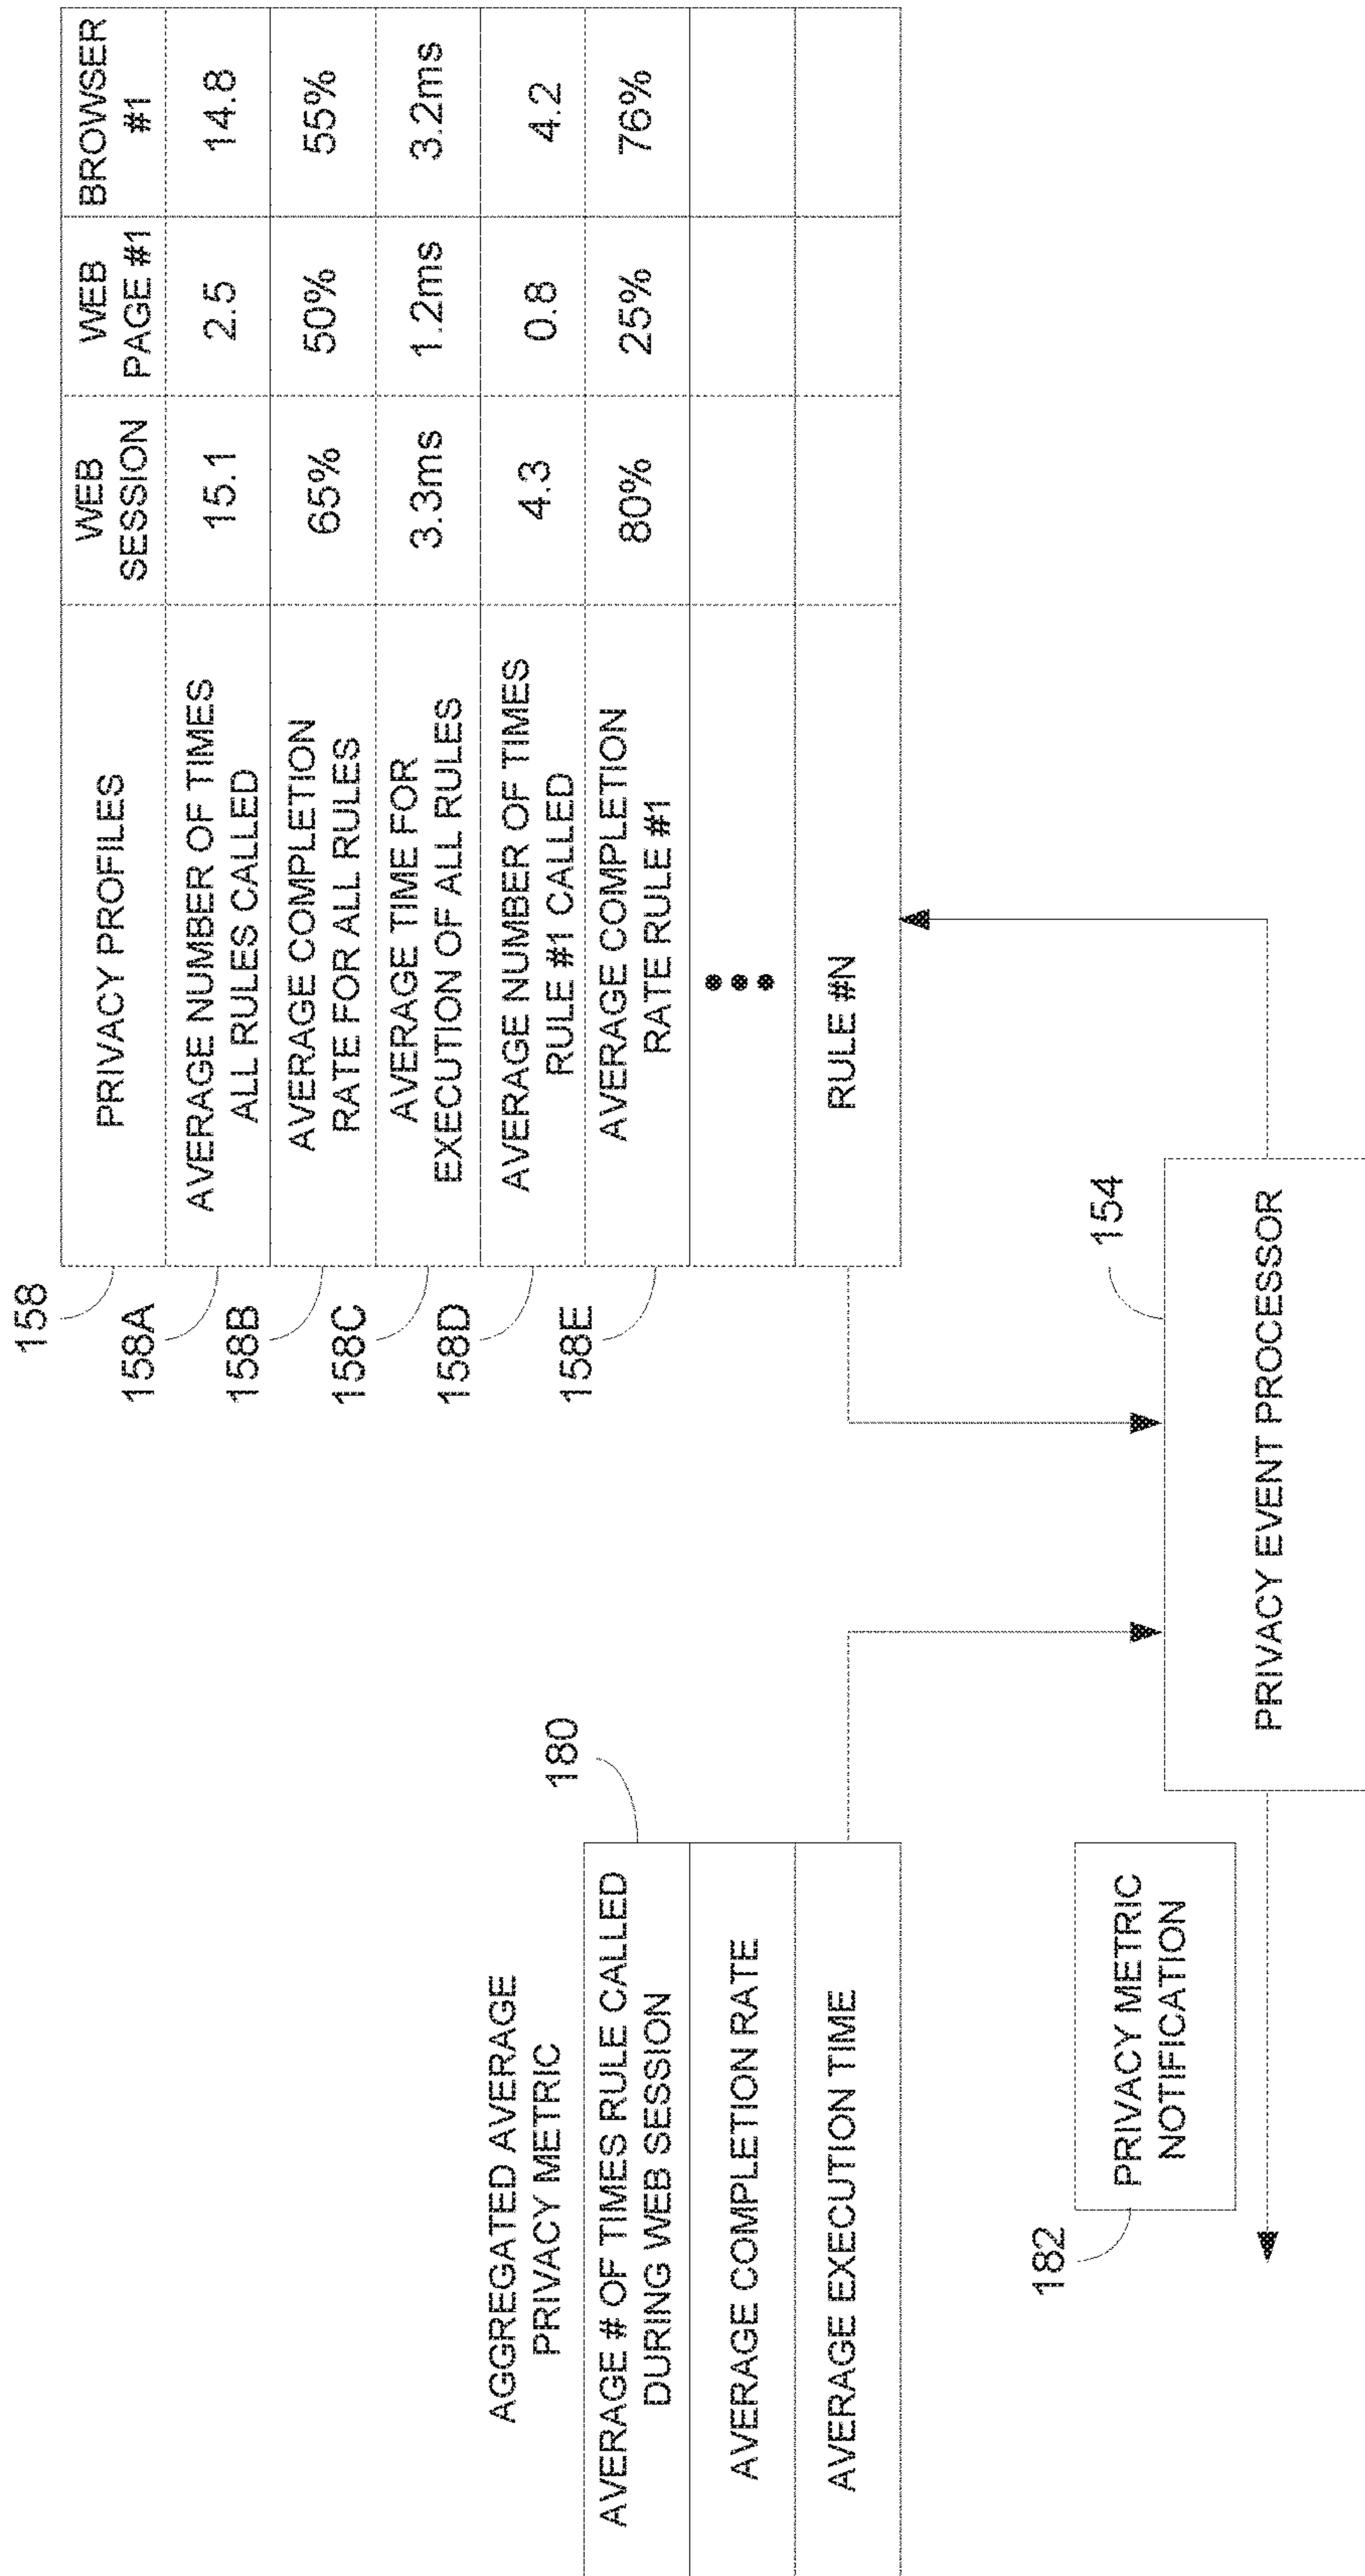 158
PRIVACY PROFILES
WEB
SESSION
WEB
PAGE #1
BROWSER
#1
158A
AVERAGE NUMBER OF TIMES
ALL RULES CALLED
15.1
2.5
14.8
158B
AVERAGE COMPLETION
RATE FOR ALL RULES
65%
50%
55%
158C
AVERAGE TIME FOR
EXECUTION OF ALL RULES
3.3ms
1.2ms
3.2ms
158D
AVERAGE NUMBER OF TIMES
RULE #1 CALLED
4.3
0.8
4.2
158E
AVERAGE COMPLETION
RATE RULE #1
80%
25%
76%
RULE #N
AGGREGATED AVERAGE
PRIVACY METRIC
180
AVERAGE # OF TIMES RULE CALLED
DURING WEB SESSION
AVERAGE COMPLETION RATE
AVERAGE EXECUTION TIME
182
PRIVACY METRIC
NOTIFICATION
154
PRIVACY EVENT PROCESSOR